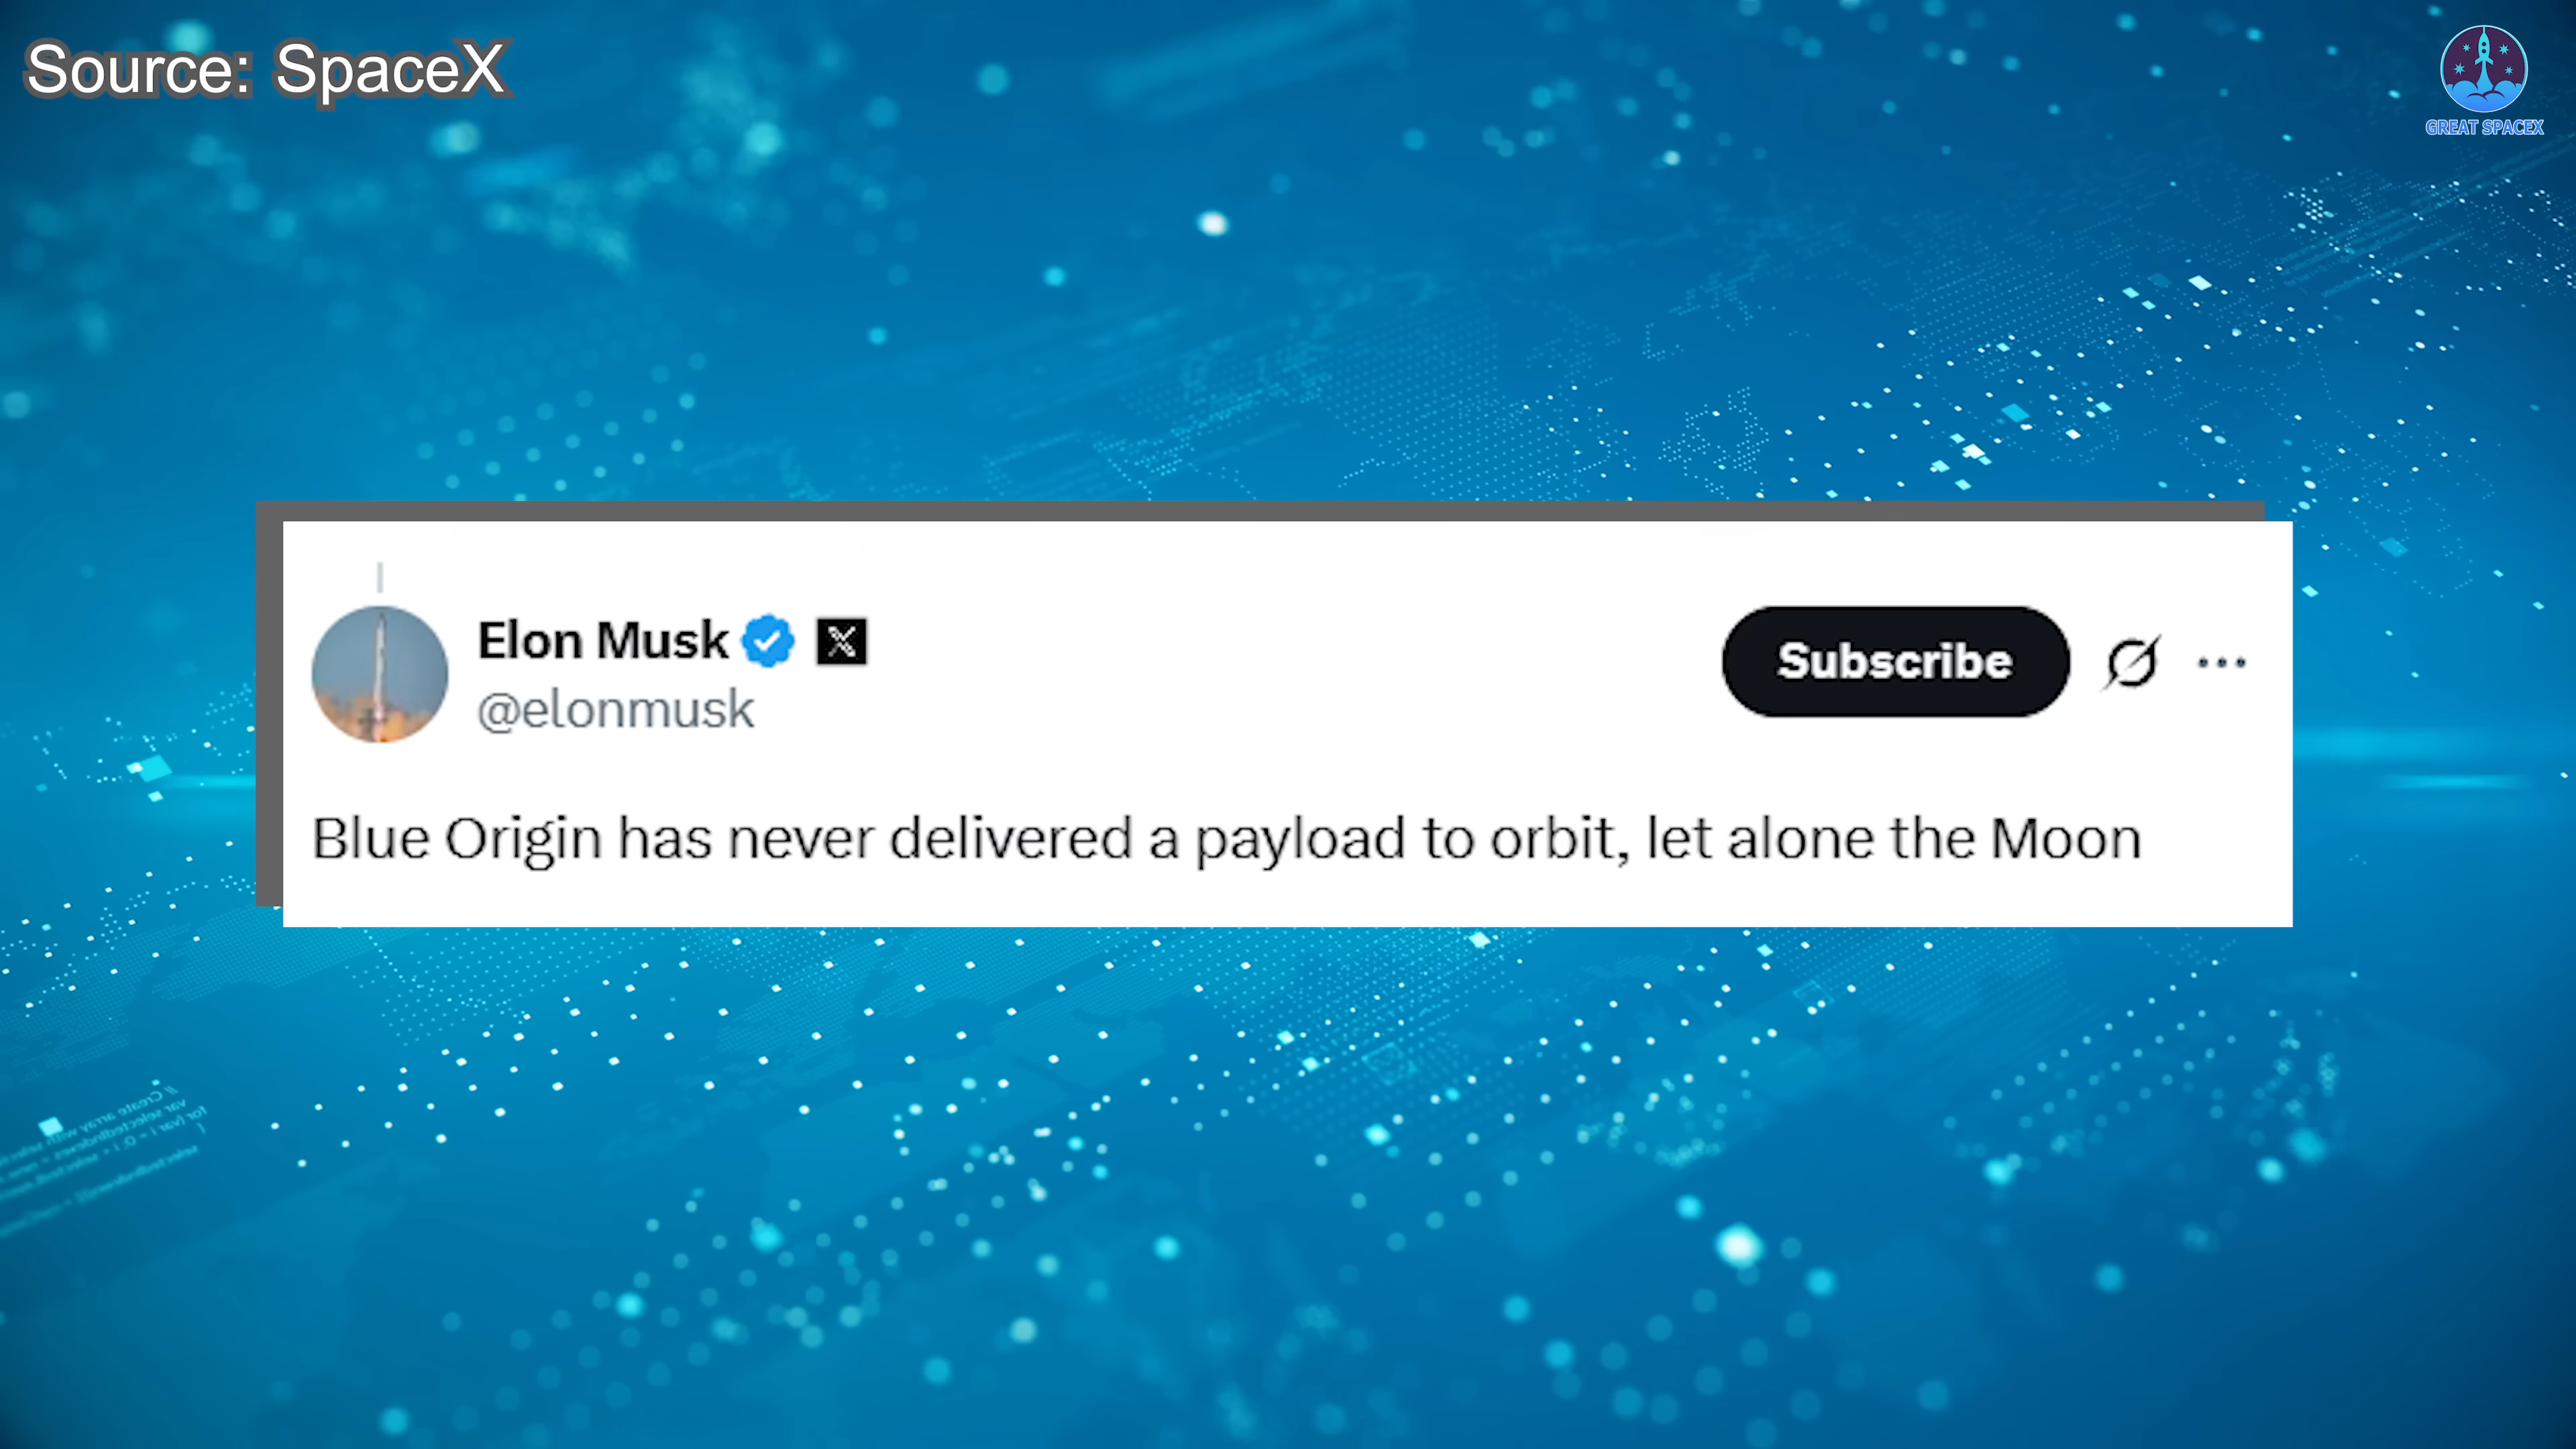 Source: SpaceX
GREAT SPACEX
Elon Musk
@elonmusk
Subscribe
Blue Origin has never delivered a payload to orbit, let alone the Moon